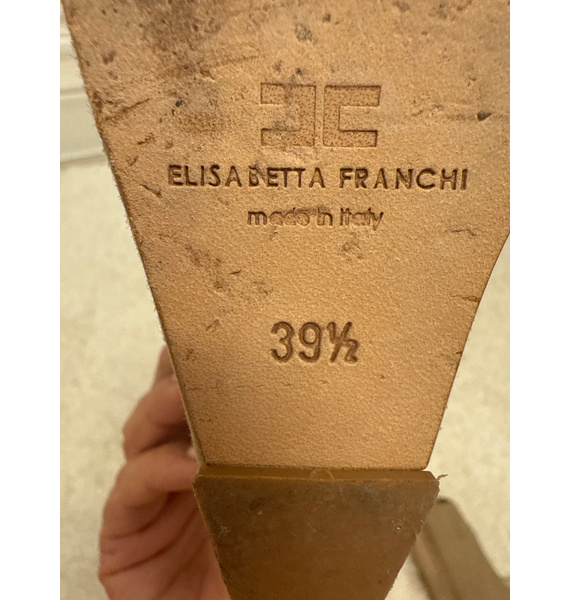 ELISABETTA FRANCHI
made in Italy
39½